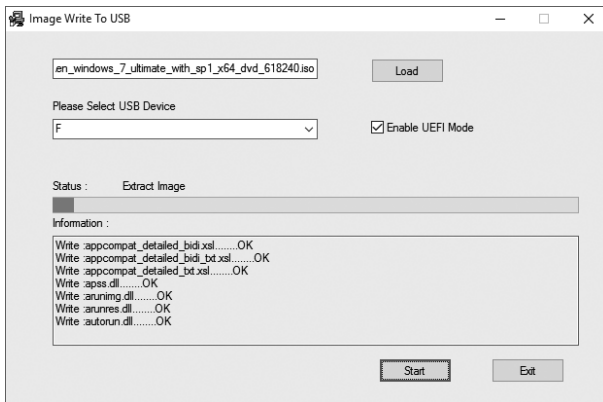 Image Write To USB
.en_windows_7_ultimate_with_sp1_x64_dvd_618240.iso
Load
Please Select USB Device
F
Enable UEFI Mode
Status : Extract Image
Information :
Write :appcompat_detailed_bidi.xsl........OK
Write :appcompat_detailed_bidi_txt.xsl........OK
Write :appcompat_detailed_txt.xsl........OK
Write :apss.dll........OK
Write :arunimg.dll........OK
Write :arunres.dll........OK
Write :autorun.dll........OK
Start
Exit